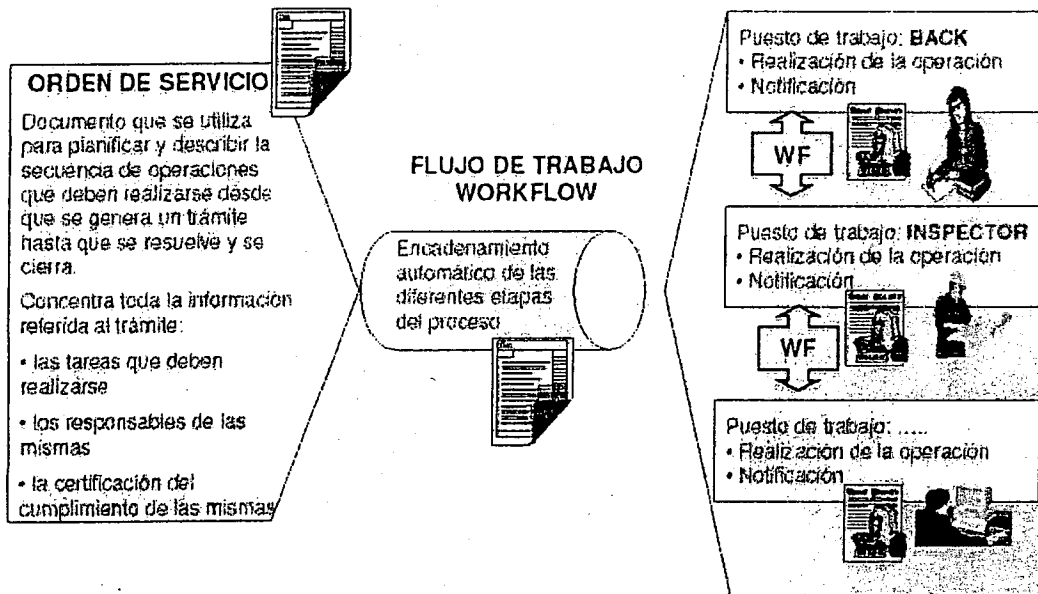 ORDEN DE SERVICIO
Documento que se utiliza
para planificar y describir la
secuencia de operaciones
que deben realizarse desde
que se genera un trámite
hasta que se resuelve y se
cierra.
Concentra toda la información
referida al trámite:
• las tareas que deben
realizarse
• los responsables de las
mismas
• la certificación del
cumplimiento de las mismas
FLUJO DE TRABAJO
WORKFLOW
Encadenamiento
automático de las
diferentes etapas
del proceso
Puesto de trabajo: BACK
• Realización de la operación
• Notificación
WF
Puesto de trabajo: INSPECTOR
• Realización de la operación
• Notificación
WF
Puesto de trabajo: .....
• Realización de la operación
• Notificación